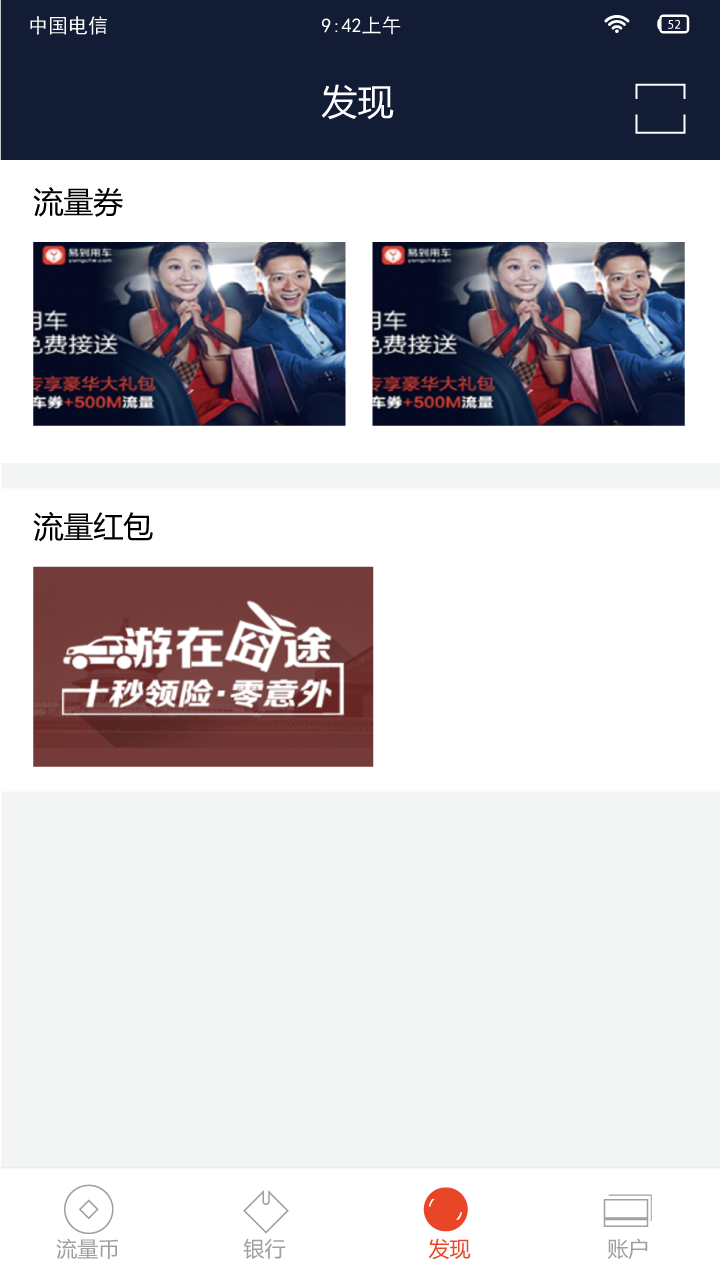 中国电信 9:42上午 52
发现
流量券
易到用车
yongche.com
用车
免费接送
专享豪华大礼包
车券+500M流量
易到用车
yongche.com
用车
免费接送
专享豪华大礼包
车券+500M流量
流量红包
游在囧途
十秒领险·零意外
流量币 银行 发现 账户